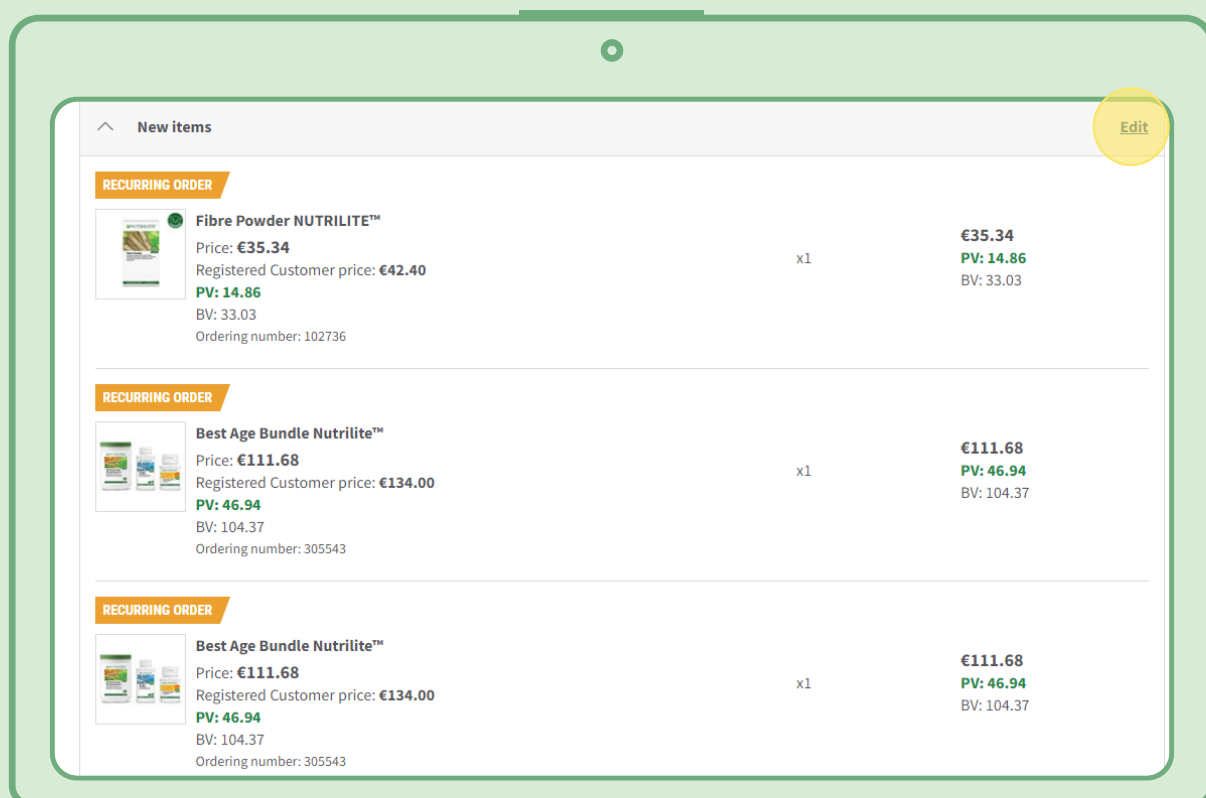 New items
Edit
RECURRING ORDER
Fibre Powder NUTRILITE™
Price: €35.34
Registered Customer price: €42.40
PV: 14.86
BV: 33.03
Ordering number: 102736
x1
€35.34
PV: 14.86
BV: 33.03
RECURRING ORDER
Best Age Bundle Nutrilite™
Price: €111.68
Registered Customer price: €134.00
PV: 46.94
BV: 104.37
Ordering number: 305543
x1
€111.68
PV: 46.94
BV: 104.37
RECURRING ORDER
Best Age Bundle Nutrilite™
Price: €111.68
Registered Customer price: €134.00
PV: 46.94
BV: 104.37
Ordering number: 305543
x1
€111.68
PV: 46.94
BV: 104.37